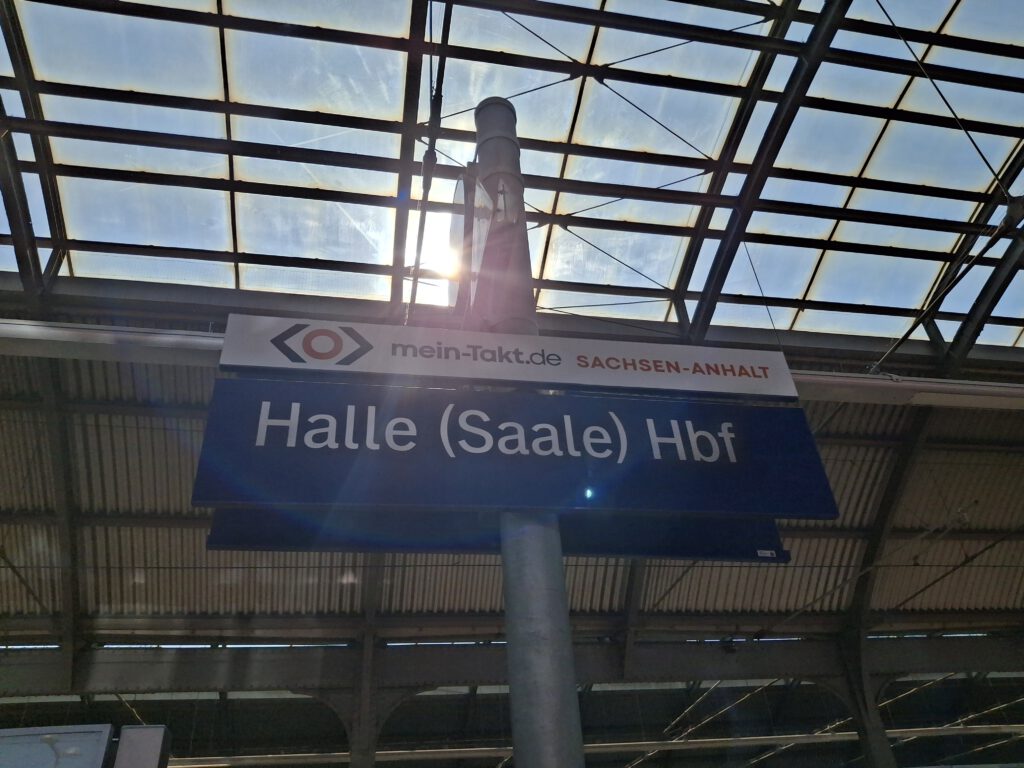 mein-Takt.de SACHSEN-ANHALT
Halle (Saale) Hbf